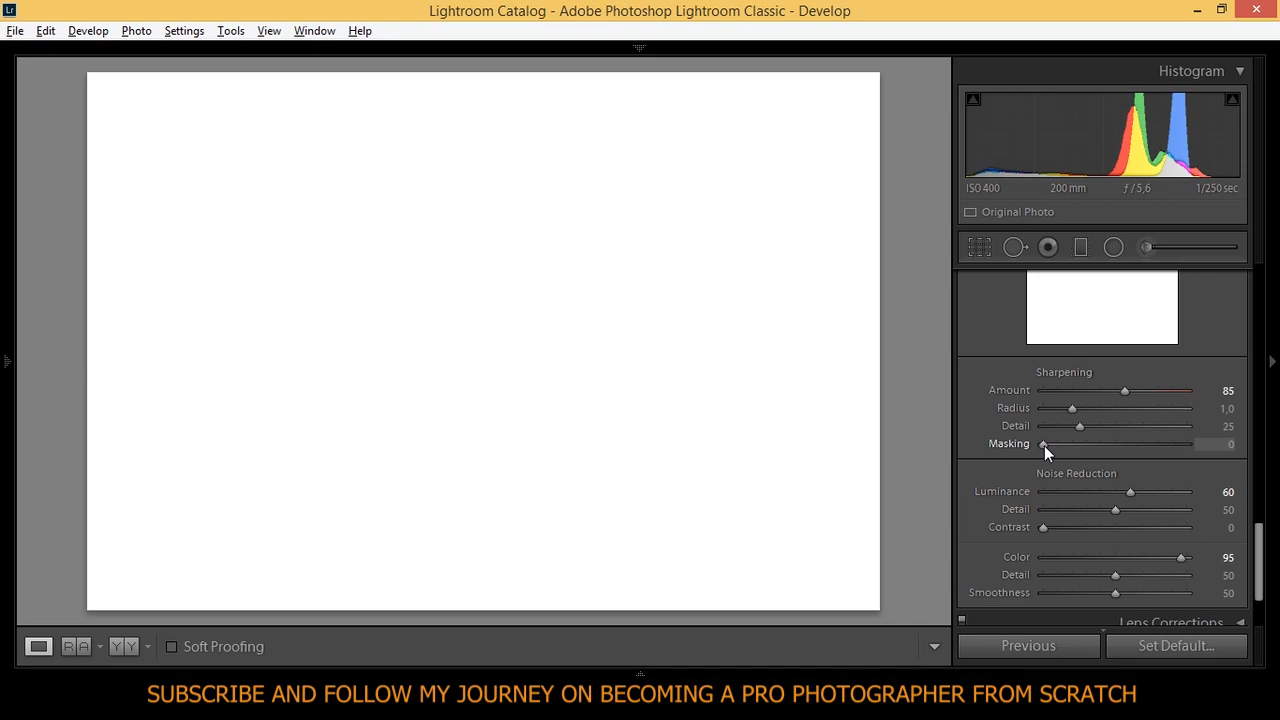 Lr
Lightroom Catalog - Adobe Photoshop Lightroom Classic - Develop
File Edit Develop Photo Settings Tools View Window Help
Histogram
ISO 400 200 mm ƒ / 5,6 1/250 sec
Original Photo
Sharpening
Amount 85
Radius 1,0
Detail 25
Masking 0
Noise Reduction
Luminance 60
Detail 50
Contrast 0
Color 95
Detail 50
Smoothness 50
Lens Corrections
R A Y Y Soft Proofing
Previous Set Default...
SUBSCRIBE AND FOLLOW MY JOURNEY ON BECOMING A PRO PHOTOGRAPHER FROM SCRATCH